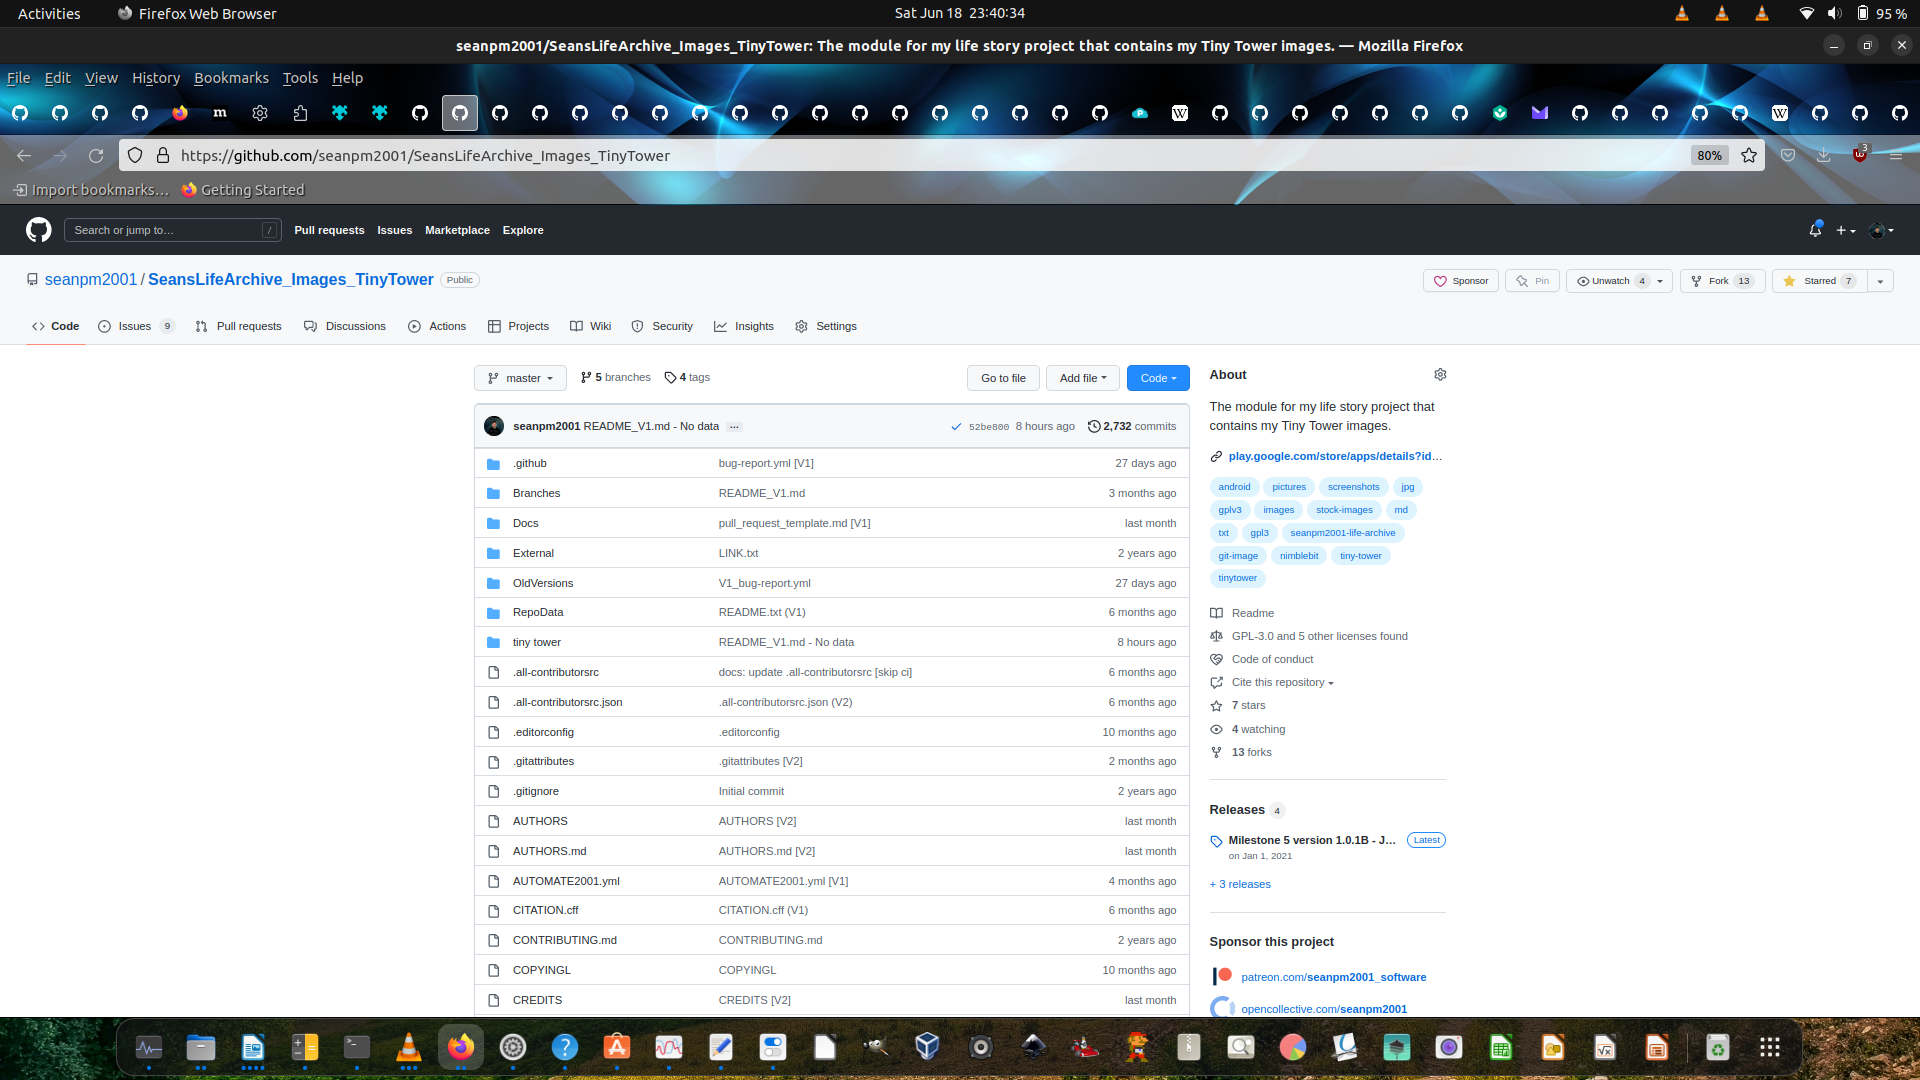 Activities Firefox Web Browser Sat Jun 18 23:40:34 95 %
seanpm2001/SeansLifeArchive_Images_TinyTower: The module for my life story project that contains my Tiny Tower images. — Mozilla Firefox
File Edit View History Bookmarks Tools Help
https://github.com/seanpm2001/SeansLifeArchive_Images_TinyTower 80% 3
Import bookmarks… Getting Started
Search or jump to… / Pull requests Issues Marketplace Explore
seanpm2001 / SeansLifeArchive_Images_TinyTower Public Sponsor Pin Unwatch 4 Fork 13 Starred 7
Code Issues 9 Pull requests Discussions Actions Projects Wiki Security Insights Settings
master 5 branches 4 tags Go to file Add file Code
seanpm2001 README_V1.md - No data ... 52be800 8 hours ago 2,732 commits
.github bug-report.yml [V1] 27 days ago
Branches README_V1.md 3 months ago
Docs pull_request_template.md [V1] last month
External LINK.txt 2 years ago
OldVersions V1_bug-report.yml 27 days ago
RepoData README.txt (V1) 6 months ago
tiny tower README_V1.md - No data 8 hours ago
.all-contributorsrc docs: update .all-contributorsrc [skip ci] 6 months ago
.all-contributorsrc.json .all-contributorsrc.json (V2) 6 months ago
.editorconfig .editorconfig 10 months ago
.gitattributes .gitattributes [V2] 2 months ago
.gitignore Initial commit 2 years ago
AUTHORS AUTHORS [V2] last month
AUTHORS.md AUTHORS.md [V2] last month
AUTOMATE2001.yml AUTOMATE2001.yml [V1] 4 months ago
CITATION.cff CITATION.cff (V1) 6 months ago
CONTRIBUTING.md CONTRIBUTING.md 2 years ago
COPYINGL COPYINGL 10 months ago
CREDITS CREDITS [V2] last month
About
The module for my life story project that
contains my Tiny Tower images.
play.google.com/store/apps/details?id…
android pictures screenshots jpg
gplv3 images stock-images md
txt gpl3 seanpm2001-life-archive
git-image nimblebit tiny-tower
tinytower
Readme
GPL-3.0 and 5 other licenses found
Code of conduct
Cite this repository
7 stars
4 watching
13 forks
Releases 4
Milestone 5 version 1.0.1B - J… Latest
on Jan 1, 2021
+ 3 releases
Sponsor this project
patreon.com/seanpm2001_software
opencollective.com/seanpm2001